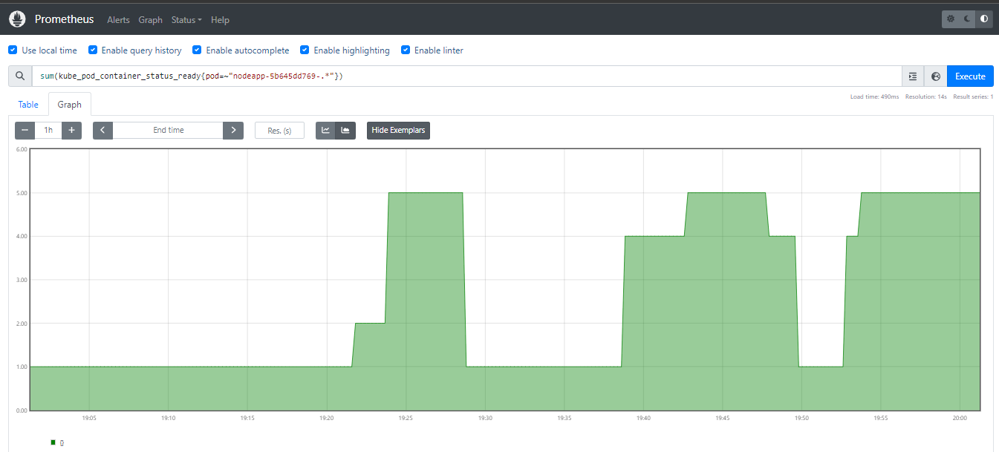 Prometheus Alerts Graph Status Help
Use local time Enable query history Enable autocomplete Enable highlighting Enable linter
sum(kube_pod_container_status_ready{pod=~"nodeapp-5b645dd769-.*"}) Execute
Load time: 490ms Resolution: 14s Result series: 1
Table Graph
− 1h + End time Res. (s) Hide Exemplars
6.00
5.00
4.00
3.00
2.00
1.00
0.00
19:05 19:10 19:15 19:20 19:25 19:30 19:35 19:40 19:45 19:50 19:55 20:00
{}